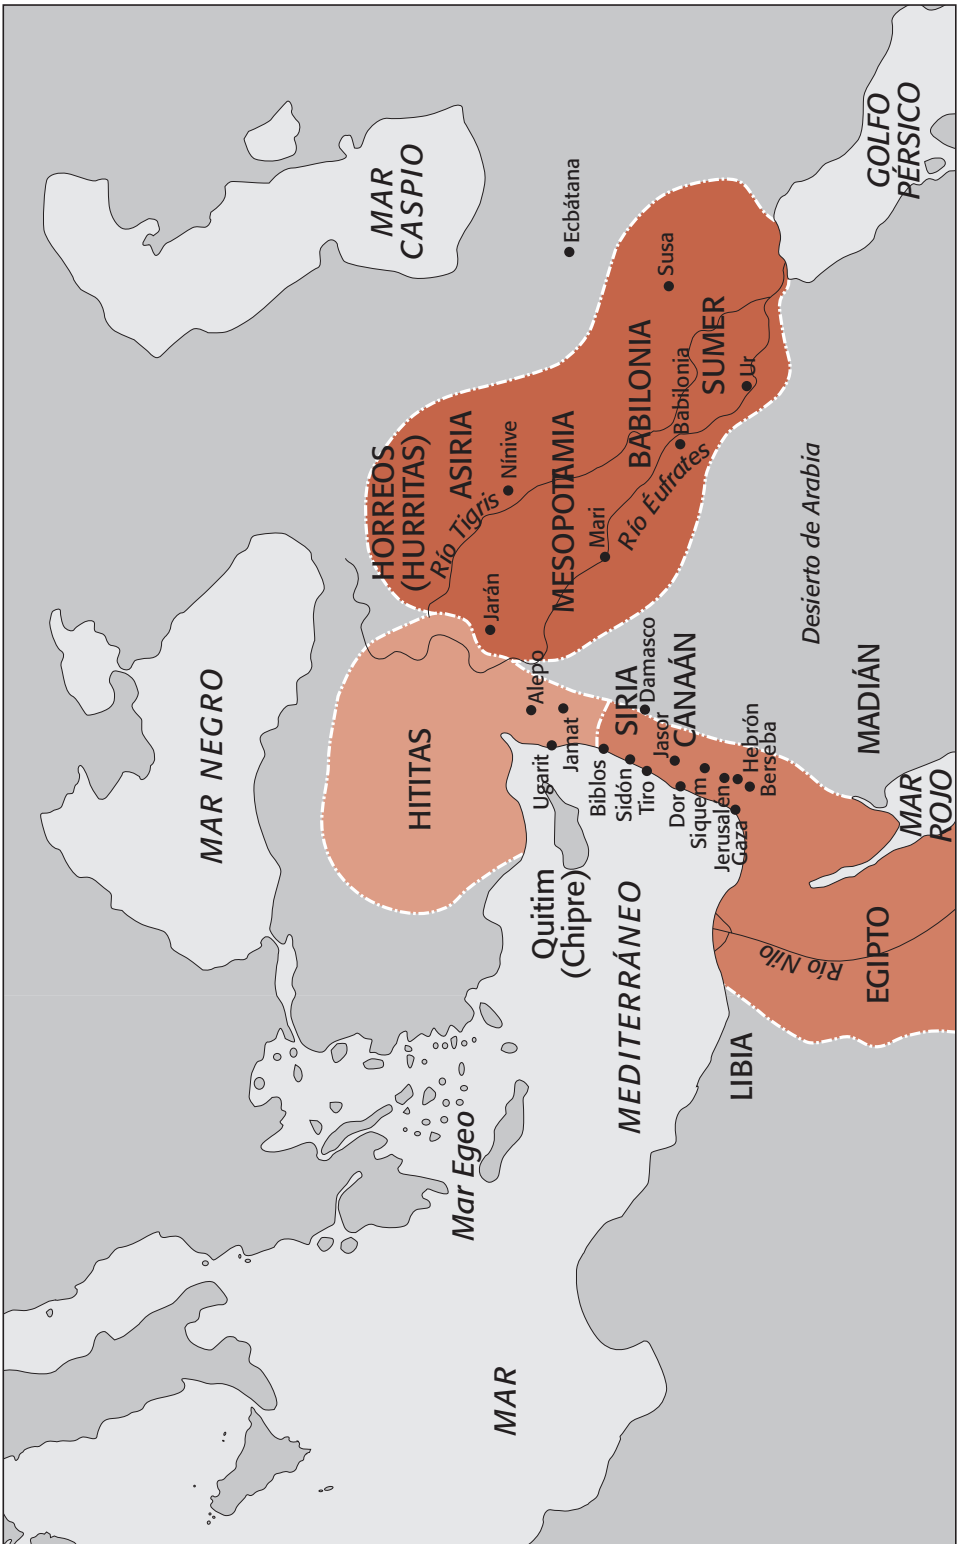 MAR NEGRO
MAR
CASPIO
HITITAS
HORREOS
(HURRITAS)
ASIRIA
Río Tigris
Nínive
Jarán
Ecbátana
MESOPOTAMIA
Mari
Río Éufrates
BABILONIA
Babilonia
Susa
SUMER
Ur
GOLFO
PÉRSICO
Mar Egeo
MAR
MEDITERRÁNEO
Quitim
(Chipre)
Alepo
Ugarit
Jamat
Biblos
SIRIA
Damasco
Sidón
Tiro
Jasor
CANAÁN
Dor
Siquem
Jerusalen
Gaza
Hebrón
Berseba
Desierto de Arabia
MADIÁN
MAR
ROJO
LIBIA
Río Nilo
EGIPTO